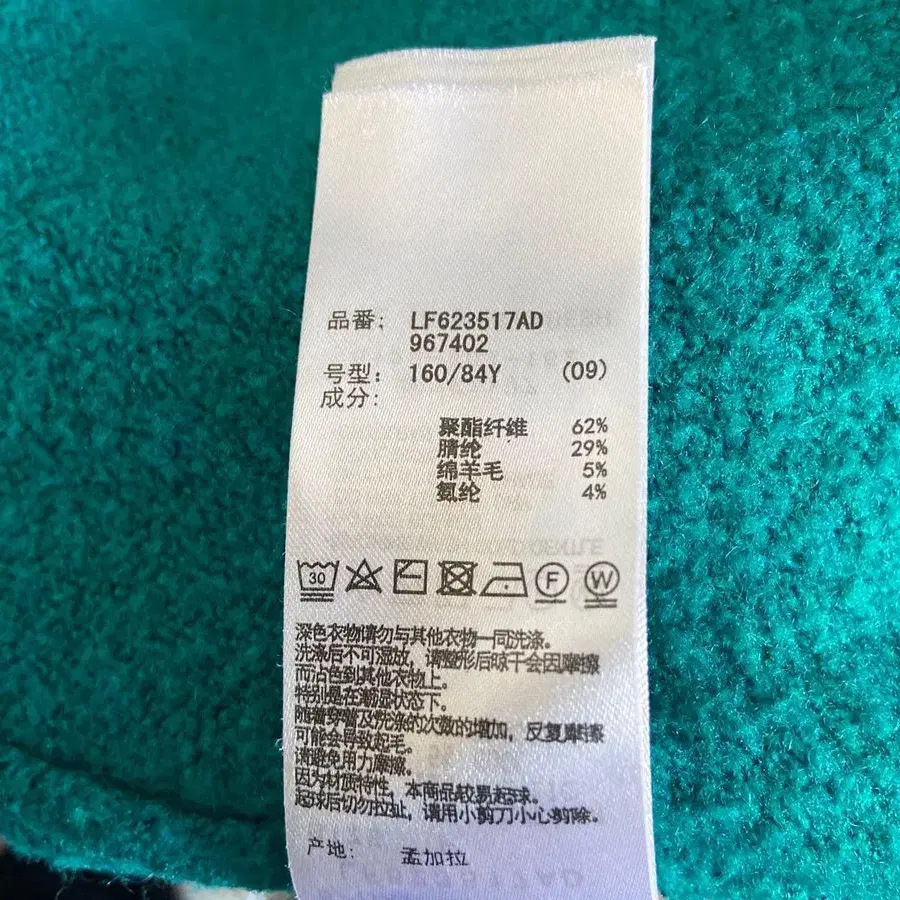 品番: LF623517AD
967402
号型: 160/84Y (09)
成分:
聚酯纤维 62%
腈纶 29%
绵羊毛 5%
氨纶 4%
30 F W
深色衣物请勿与其他衣物一同洗涤。
洗涤后不可湿放，请整形后晾干会因摩擦
而沾色到其他衣物上。
特别是在潮湿状态下。
随着穿着及洗涤的次数的增加，反复摩擦
可能会导致起毛。
请避免用力摩擦。
因为材质特性，本商品较易起球。
起球后切勿拉扯，请用小剪刀小心剪除。
产地: 孟加拉